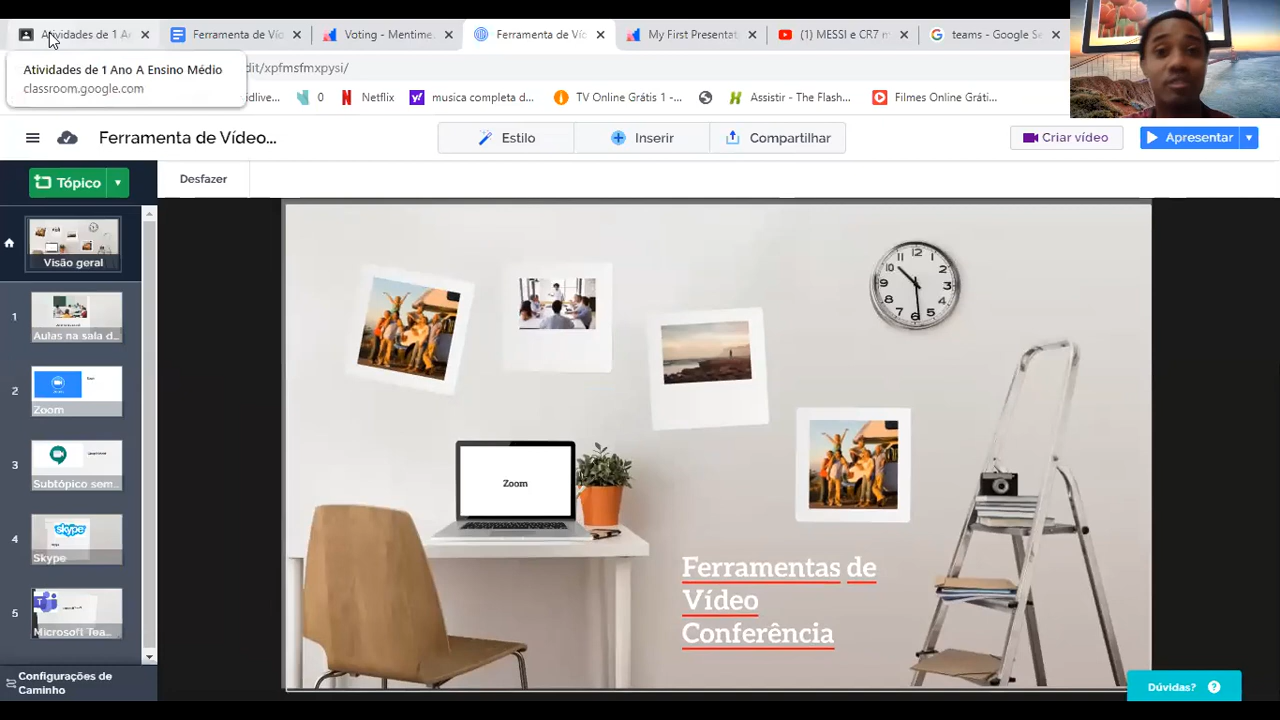 Atividades de 1 A
Ferramenta de Víd
Voting - Mentime
Ferramenta de Víd
My First Presentat
(1) MESSI e CR7 m
teams - Google Se
Atividades de 1 Ano A Ensino Médio
classroom.google.com
dit/xpfmsfmxpysi/
idlive...
0
Netflix
musica completa d...
TV Online Grátis 1 -...
Assistir - The Flash...
Filmes Online Gráti...
Ferramenta de Vídeo...
Estilo
Inserir
Compartilhar
Criar vídeo
Apresentar
Tópico
Desfazer
Visão geral
1
Aulas na sala d...
2
Zoom
3
Subtópico sem...
4
Skype
5
Microsoft Tea...
Configurações de
Caminho
Zoom
Ferramentas de
Vídeo
Conferência
Dúvidas? ?